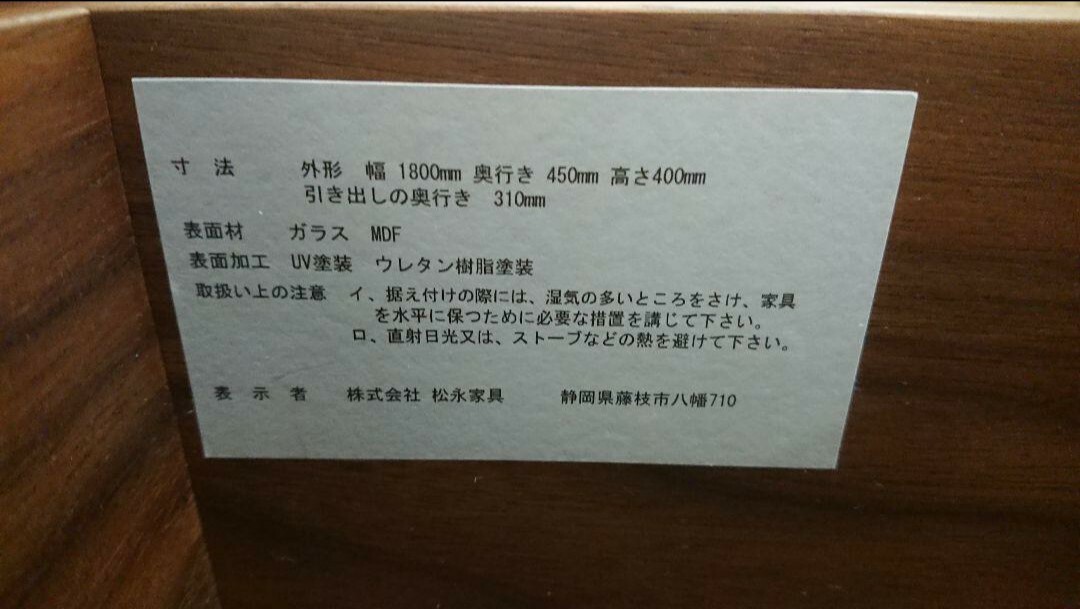 寸　法　　外形　幅 1800mm 奥行き 450mm 高さ400mm
引き出しの奥行き　310mm
表面材　　ガラス　MDF
表面加工　UV塗装　ウレタン樹脂塗装
取扱い上の注意　イ、据え付けの際には、湿気の多いところをさけ、家具
を水平に保つために必要な措置を講じて下さい。
ロ、直射日光又は、ストーブなどの熱を避けて下さい。
表　示　者　　株式会社 松永家具　　静岡県藤枝市八幡710